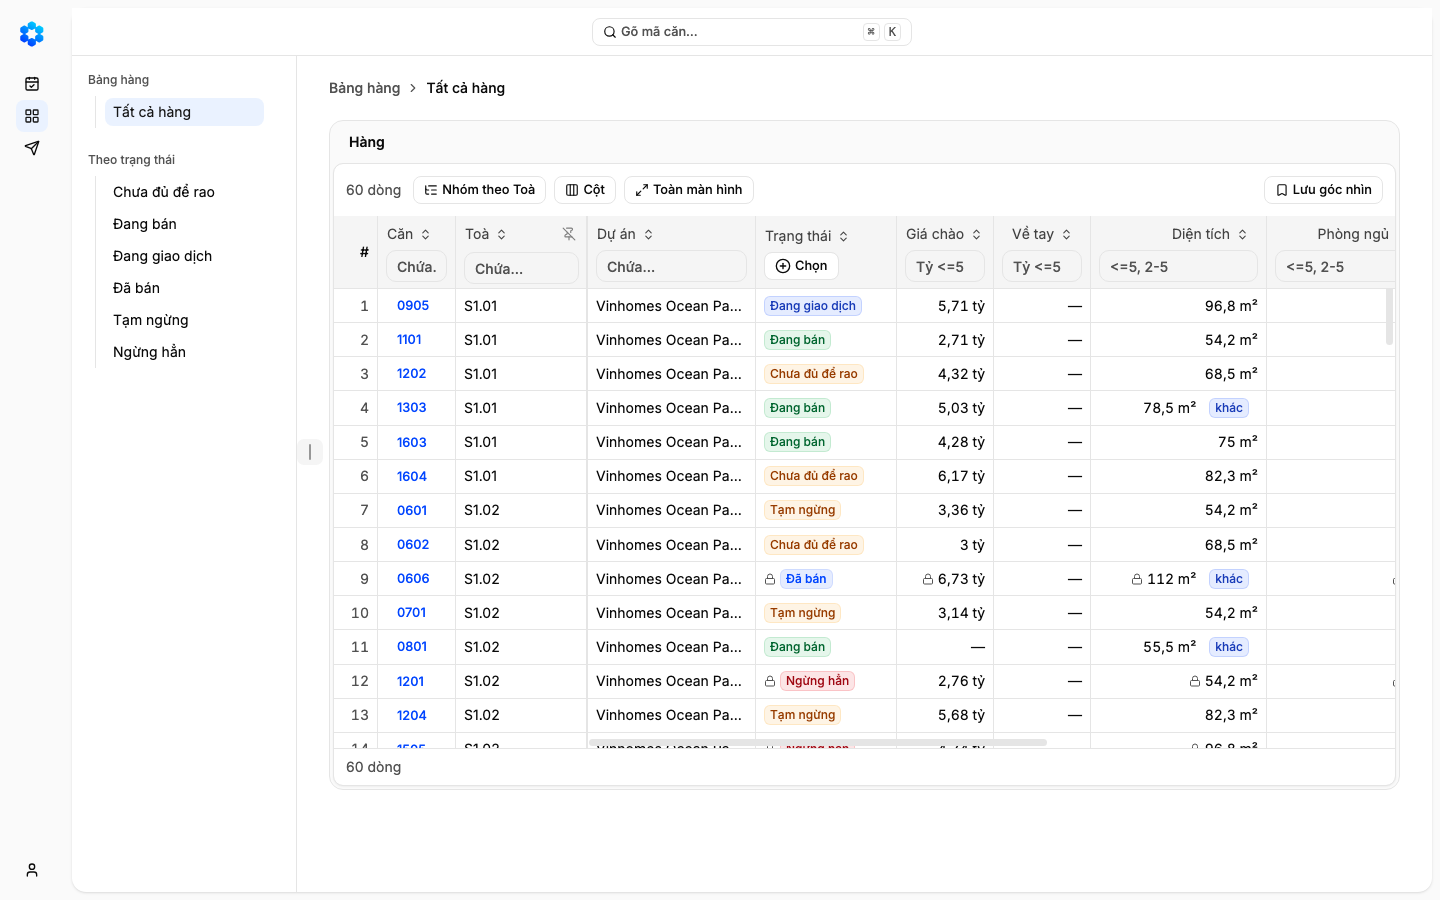 Gõ mã căn...
⌘ K
Bảng hàng
Tất cả hàng
Theo trạng thái
Chưa đủ để rao
Đang bán
Đang giao dịch
Đã bán
Tạm ngừng
Ngừng hẳn
Bảng hàng > Tất cả hàng
Hàng
60 dòng Nhóm theo Toà Cột Toàn màn hình Lưu góc nhìn
# Căn Toà Dự án Trạng thái Giá chào Về tay Diện tích Phòng ngủ
Chứa. Chứa... Chứa... Chọn Tỷ <=5 Tỷ <=5 <=5, 2-5 <=5, 2-5
1 0905 S1.01 Vinhomes Ocean Pa... Đang giao dịch 5,71 tỷ — 96,8 m²
2 1101 S1.01 Vinhomes Ocean Pa... Đang bán 2,71 tỷ — 54,2 m²
3 1202 S1.01 Vinhomes Ocean Pa... Chưa đủ để rao 4,32 tỷ — 68,5 m²
4 1303 S1.01 Vinhomes Ocean Pa... Đang bán 5,03 tỷ — 78,5 m² khác
5 1603 S1.01 Vinhomes Ocean Pa... Đang bán 4,28 tỷ — 75 m²
6 1604 S1.01 Vinhomes Ocean Pa... Chưa đủ để rao 6,17 tỷ — 82,3 m²
7 0601 S1.02 Vinhomes Ocean Pa... Tạm ngừng 3,36 tỷ — 54,2 m²
8 0602 S1.02 Vinhomes Ocean Pa... Chưa đủ để rao 3 tỷ — 68,5 m²
9 0606 S1.02 Vinhomes Ocean Pa... Đã bán 6,73 tỷ — 112 m² khác
10 0701 S1.02 Vinhomes Ocean Pa... Tạm ngừng 3,14 tỷ — 54,2 m²
11 0801 S1.02 Vinhomes Ocean Pa... Đang bán — — 55,5 m² khác
12 1201 S1.02 Vinhomes Ocean Pa... Ngừng hẳn 2,76 tỷ — 54,2 m²
13 1204 S1.02 Vinhomes Ocean Pa... Tạm ngừng 5,68 tỷ — 82,3 m²
60 dòng